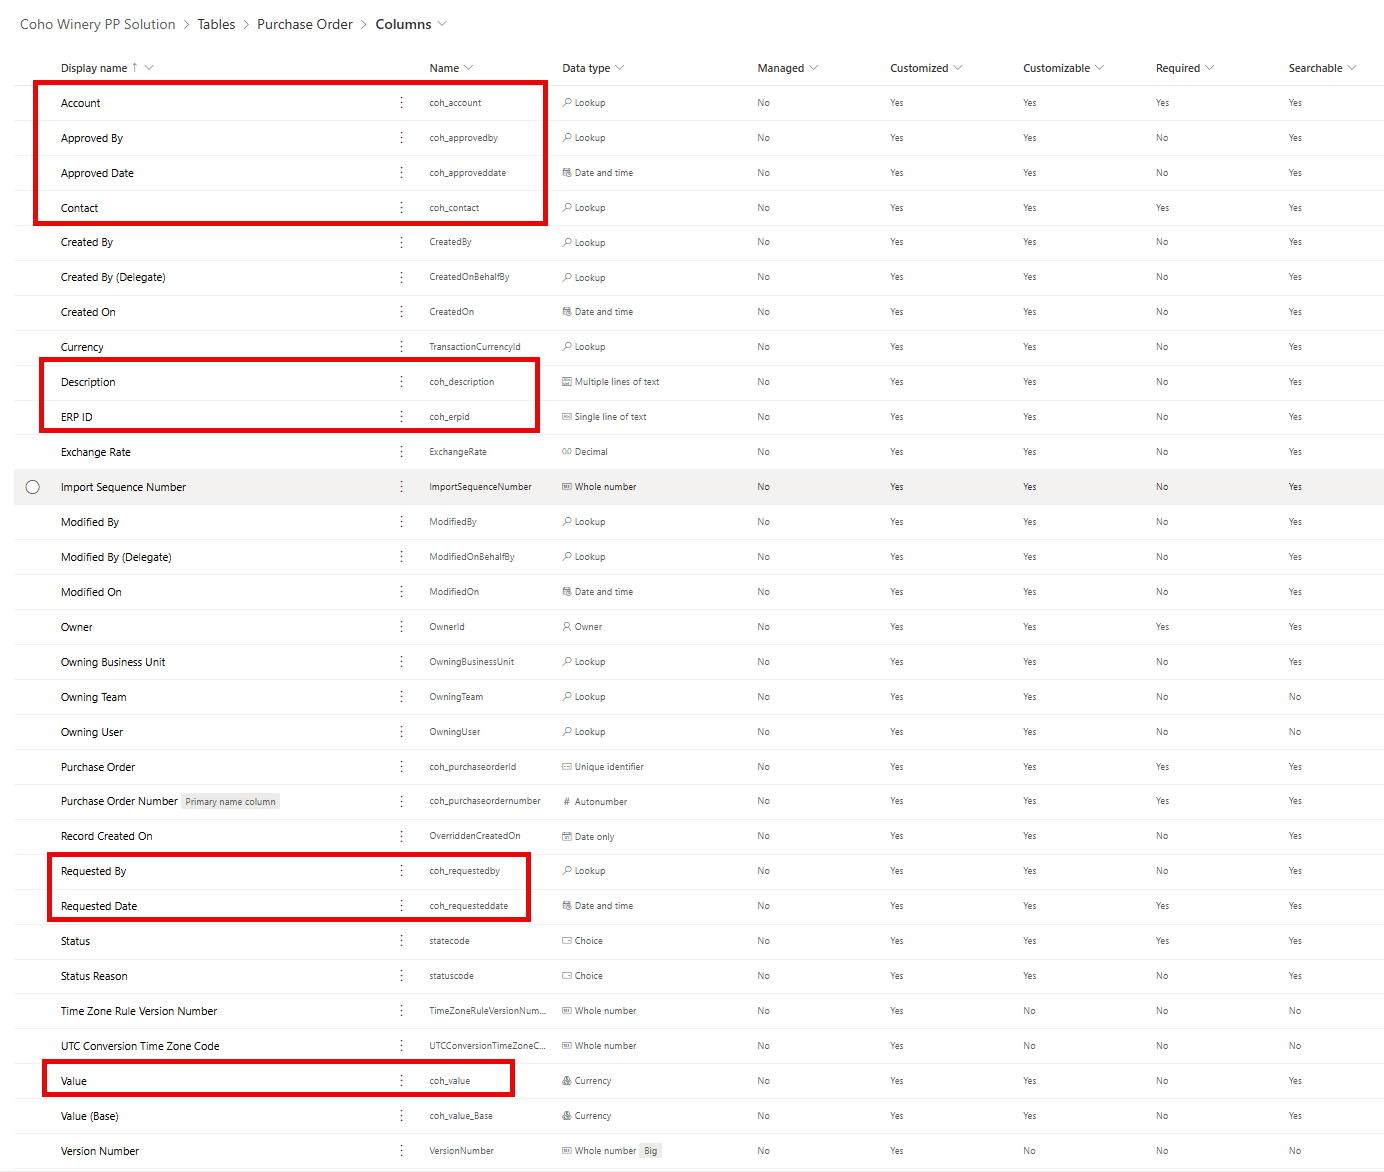 Coho Winery PP Solution > Tables > Purchase Order > Columns
Display name ↑ Name Data type Managed Customized Customizable Required Searchable
Account coh_account Lookup No Yes Yes Yes Yes
Approved By coh_approvedby Lookup No Yes Yes No Yes
Approved Date coh_approveddate Date and time No Yes Yes No Yes
Contact coh_contact Lookup No Yes Yes Yes Yes
Created By CreatedBy Lookup No Yes Yes No Yes
Created By (Delegate) CreatedOnBehalfBy Lookup No Yes Yes No Yes
Created On CreatedOn Date and time No Yes Yes No Yes
Currency TransactionCurrencyId Lookup No Yes Yes No Yes
Description coh_description Multiple lines of text No Yes Yes No Yes
ERP ID coh_erpid Single line of text No Yes Yes No Yes
Exchange Rate ExchangeRate Decimal No Yes Yes No Yes
Import Sequence Number ImportSequenceNumber Whole number No Yes Yes No Yes
Modified By ModifiedBy Lookup No Yes Yes No Yes
Modified By (Delegate) ModifiedOnBehalfBy Lookup No Yes Yes No Yes
Modified On ModifiedOn Date and time No Yes Yes No Yes
Owner OwnerId Owner No Yes Yes Yes Yes
Owning Business Unit OwningBusinessUnit Lookup No Yes Yes No Yes
Owning Team OwningTeam Lookup No Yes Yes No No
Owning User OwningUser Lookup No Yes Yes No No
Purchase Order coh_purchaseorderId Unique identifier No Yes Yes Yes Yes
Purchase Order Number Primary name column coh_purchaseordernumber # Autonumber No Yes Yes Yes Yes
Record Created On OverriddenCreatedOn Date only No Yes Yes No Yes
Requested By coh_requestedby Lookup No Yes Yes Yes Yes
Requested Date coh_requesteddate Date and time No Yes Yes Yes Yes
Status statecode Choice No Yes Yes Yes Yes
Status Reason statuscode Choice No Yes Yes No Yes
Time Zone Rule Version Number TimeZoneRuleVersionNum... Whole number No Yes No No No
UTC Conversion Time Zone Code UTCConversionTimeZoneC... Whole number No Yes No No No
Value coh_value Currency No Yes Yes No Yes
Value (Base) coh_value_Base Currency No Yes Yes No Yes
Version Number VersionNumber Whole number Big No Yes No No No